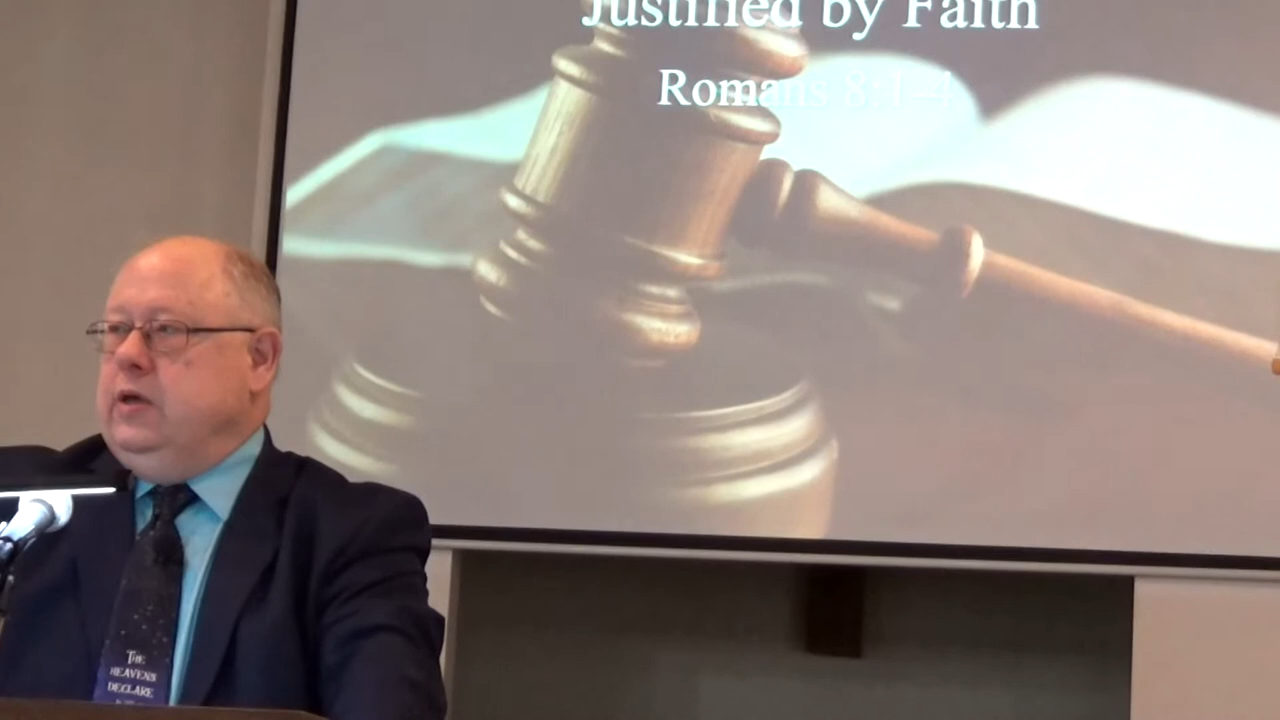 Justified by Faith
Romans 8:1-4
THE
HEAVENS
DECLARE